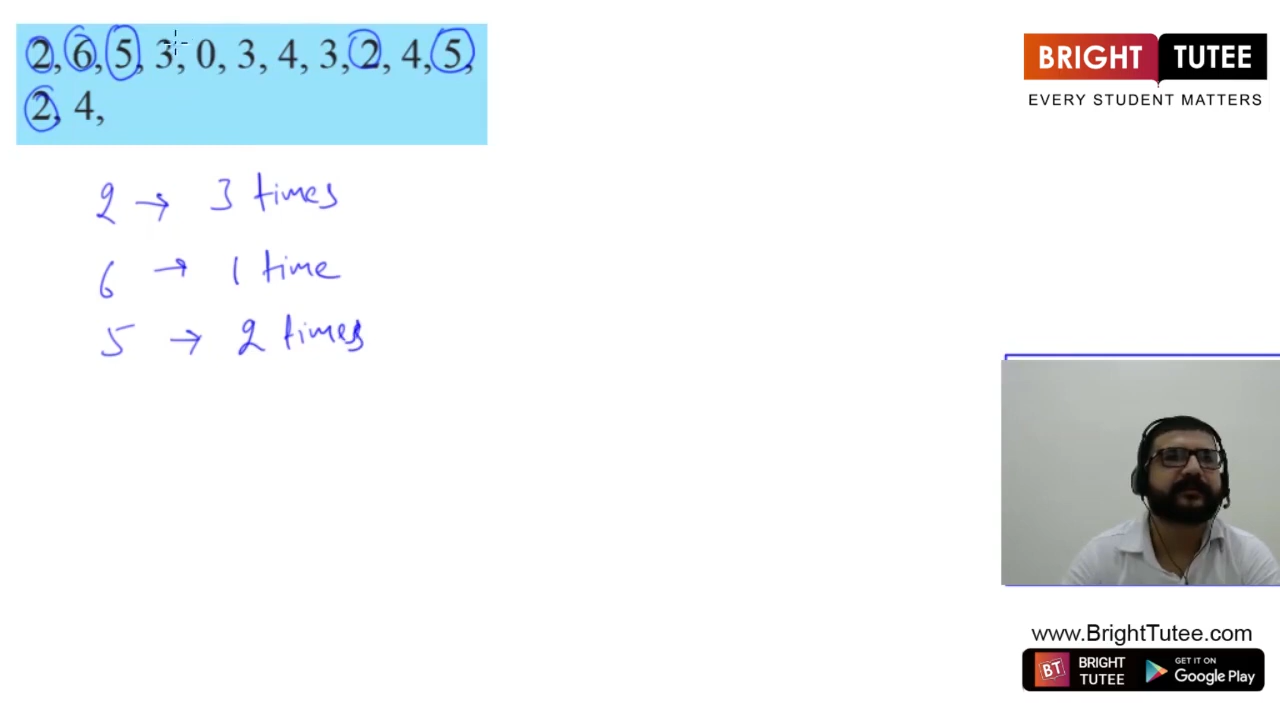 2, 6, 5, 3, 0, 3, 4, 3, 2, 4, 5,
2, 4,
2 → 3 times
6 → 1 time
5 → 2 times
BRIGHT TUTEE
EVERY STUDENT MATTERS
www.BrightTutee.com
BT BRIGHT TUTEE
GET IT ON
Google Play